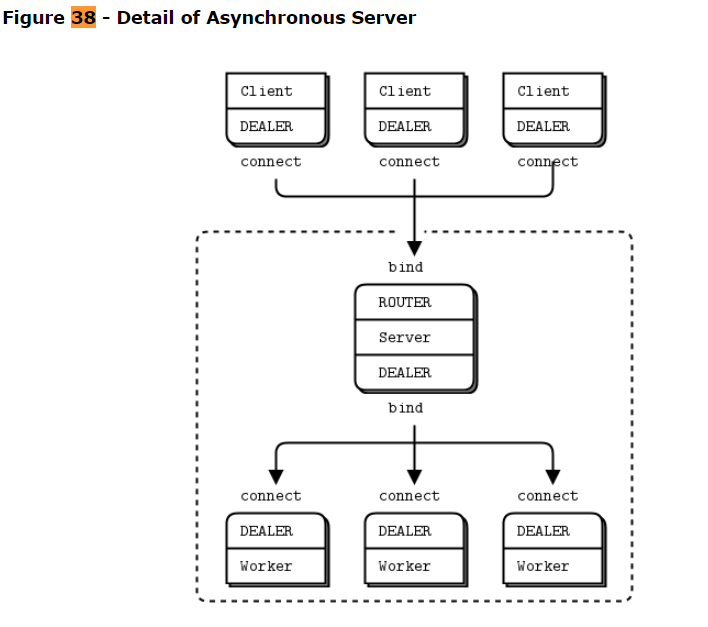 Figure 38 - Detail of Asynchronous Server
Client Client Client
DEALER DEALER DEALER
connect connect connect
bind
ROUTER
Server
DEALER
bind
connect connect connect
DEALER DEALER DEALER
Worker Worker Worker